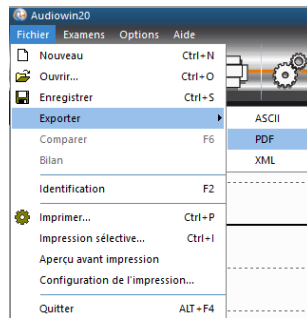 Audiowin20
Fichier Examens Options Aide
Nouveau Ctrl+N
Ouvrir... Ctrl+O
Enregistrer Ctrl+S
Exporter ASCII
Comparer F6 PDF
Bilan XML
Identification F2
Imprimer... Ctrl+P
Impression sélective... Ctrl+I
Aperçu avant impression
Configuration de l'impression...
Quitter ALT+F4